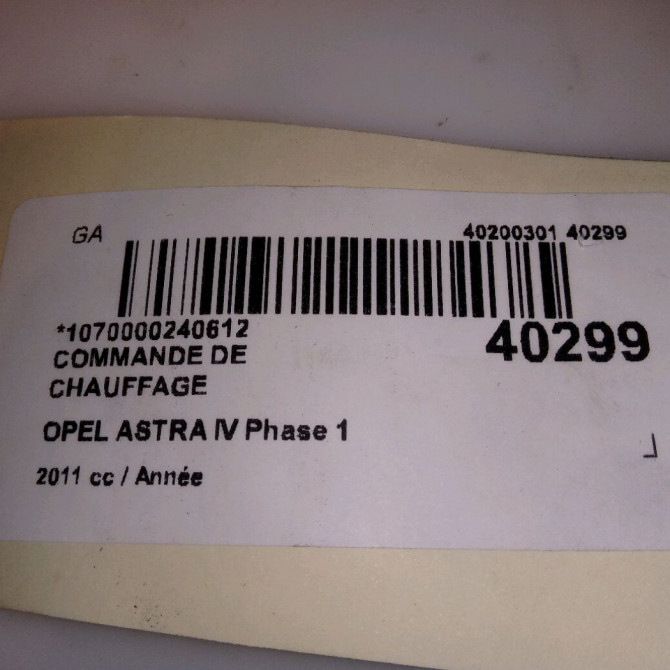 GA
40200301 40299
*1070000240612
40299
COMMANDE DE
CHAUFFAGE
OPEL ASTRA IV Phase 1
2011 cc / Année